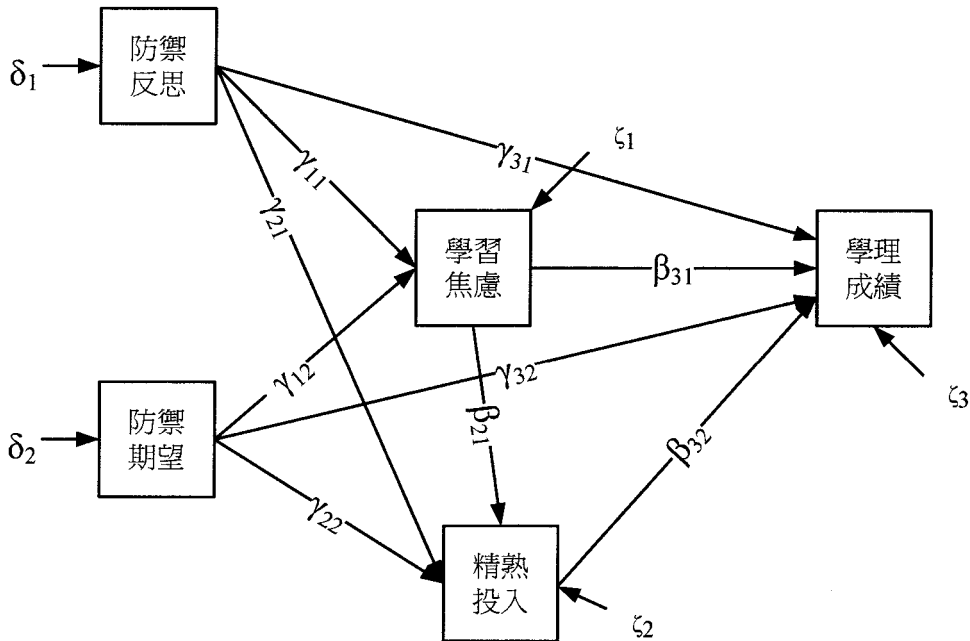 δ1
防禦
反思
γ11
γ21
γ31
ζ1
學習
焦慮
β31
學理
成績
γ12
γ32
β21
β32
ζ3
δ2
防禦
期望
γ22
精熟
投入
ζ2